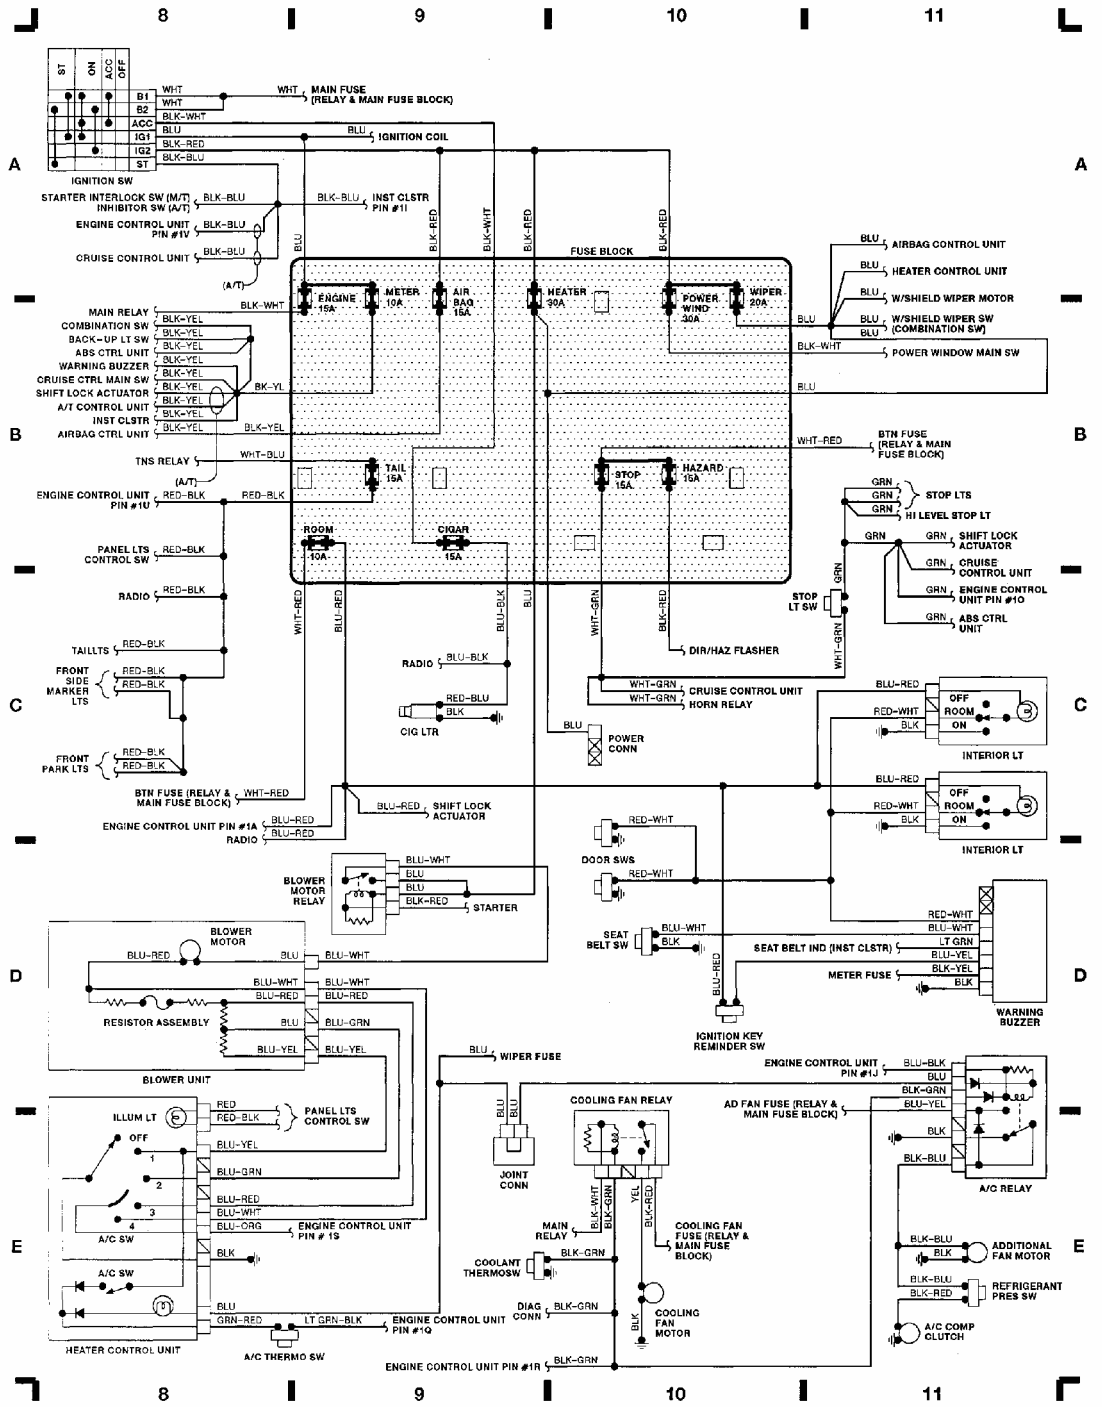 8
9
10
11
ST
ON
ACC
OFF
B1
B2
ACC
IG1
IG2
ST
WHT
WHT
BLK-WHT
BLU
BLK-RED
BLK-BLU
WHT
MAIN FUSE
(RELAY & MAIN FUSE BLOCK)
BLU
IGNITION COIL
IGNITION SW
A
A
STARTER INTERLOCK SW (M/T)
INHIBITOR SW (A/T)
BLK-BLU
BLK-BLU
INST CLSTR
PIN #1I
ENGINE CONTROL UNIT
PIN #1V
BLK-BLU
CRUISE CONTROL UNIT
BLK-BLU
(A/T)
BLU
BLK-RED
BLK-WHT
BLK-RED
BLK-RED
FUSE BLOCK
ENGINE
15A
METER
10A
AIR
BAG
15A
HEATER
30A
POWER
WIND
30A
WIPER
20A
BLU
AIRBAG CONTROL UNIT
BLU
HEATER CONTROL UNIT
BLU
W/SHIELD WIPER MOTOR
BLU
BLU
W/SHIELD WIPER SW
(COMBINATION SW)
BLU
BLK-WHT
POWER WINDOW MAIN SW
BLU
MAIN RELAY
BLK-WHT
COMBINATION SW
BLK-YEL
BACK-UP LT SW
BLK-YEL
ABS CTRL UNIT
BLK-YEL
WARNING BUZZER
BLK-YEL
CRUISE CTRL MAIN SW
BLK-YEL
SHIFT LOCK ACTUATOR
BLK-YEL
BK-YL
A/T CONTROL UNIT
BLK-YEL
INST CLSTR
BLK-YEL
AIRBAG CTRL UNIT
BLK-YEL
BLK-YEL
B
B
TNS RELAY
WHT-BLU
(A/T)
TAIL
15A
STOP
15A
HAZARD
15A
WHT-RED
BTN FUSE
(RELAY & MAIN
FUSE BLOCK)
ENGINE CONTROL UNIT
PIN #1U
RED-BLK
RED-BLK
ROOM
10A
CIGAR
15A
GRN
GRN
STOP LTS
GRN
HI LEVEL STOP LT
GRN
GRN
SHIFT LOCK
ACTUATOR
GRN
CRUISE
CONTROL UNIT
GRN
ENGINE CONTROL
UNIT PIN #1O
GRN
ABS CTRL
UNIT
GRN
STOP
LT SW
WHT-GRN
PANEL LTS
CONTROL SW
RED-BLK
RADIO
RED-BLK
TAILLTS
RED-BLK
FRONT
SIDE
MARKER
LTS
RED-BLK
RED-BLK
FRONT
PARK LTS
RED-BLK
RED-BLK
WHT-RED
BLU-RED
BLU-BLK
BLU
WHT-GRN
BLK-RED
DIR/HAZ FLASHER
RADIO
BLU-BLK
RED-BLU
BLK
CIG LTR
WHT-GRN
WHT-GRN
CRUISE CONTROL UNIT
HORN RELAY
BLU
POWER
CONN
C
C
BLU-RED
RED-WHT
BLK
OFF
ROOM
ON
INTERIOR LT
BLU-RED
RED-WHT
BLK
OFF
ROOM
ON
INTERIOR LT
BTN FUSE (RELAY &
MAIN FUSE BLOCK)
WHT-RED
BLU-RED
SHIFT LOCK
ACTUATOR
ENGINE CONTROL UNIT PIN #1A
BLU-RED
RADIO
BLU-RED
RED-WHT
DOOR SWS
RED-WHT
BLOWER
MOTOR
RELAY
BLU-WHT
BLU
BLU
BLK-RED
STARTER
SEAT
BELT SW
BLU-WHT
BLK
RED-WHT
BLU-WHT
SEAT BELT IND (INST CLSTR)
LT GRN
BLU-YEL
METER FUSE
BLK-YEL
BLK
WARNING
BUZZER
BLU-RED
IGNITION KEY
REMINDER SW
D
D
BLOWER
MOTOR
BLU-RED
BLU
BLU-WHT
BLU-WHT
BLU-WHT
BLU-RED
BLU-RED
RESISTOR ASSEMBLY
BLU
BLU-GRN
BLU-YEL
BLU-YEL
BLOWER UNIT
BLU
WIPER FUSE
BLU
BLU
JOINT
CONN
COOLING FAN RELAY
ENGINE CONTROL UNIT
PIN #1J
BLU-BLK
BLU
BLK-GRN
AD FAN FUSE (RELAY &
MAIN FUSE BLOCK)
BLU-YEL
BLK
BLK-BLU
A/C RELAY
ILLUM LT
RED
RED-BLK
PANEL LTS
CONTROL SW
OFF
1
2
3
4
A/C SW
BLU-YEL
BLU-GRN
BLU-RED
BLU-WHT
BLU-ORG
ENGINE CONTROL UNIT
PIN # 1S
BLK
A/C SW
BLU
GRN-RED
LT GRN-BLK
ENGINE CONTROL UNIT
PIN #1Q
HEATER CONTROL UNIT
A/C THERMO SW
E
E
BLK-WHT
BLK-GRN
YEL
BLK-RED
MAIN
RELAY
COOLING FAN
FUSE (RELAY &
MAIN FUSE
BLOCK)
COOLANT
THERMOSW
BLK-GRN
DIAG
CONN
BLK-GRN
BLK
COOLING
FAN
MOTOR
ENGINE CONTROL UNIT PIN #1R
BLK-GRN
BLK-BLU
BLK
ADDITIONAL
FAN MOTOR
BLK-BLU
BLK-RED
REFRIGERANT
PRES SW
A/C COMP
CLUTCH
8
9
10
11